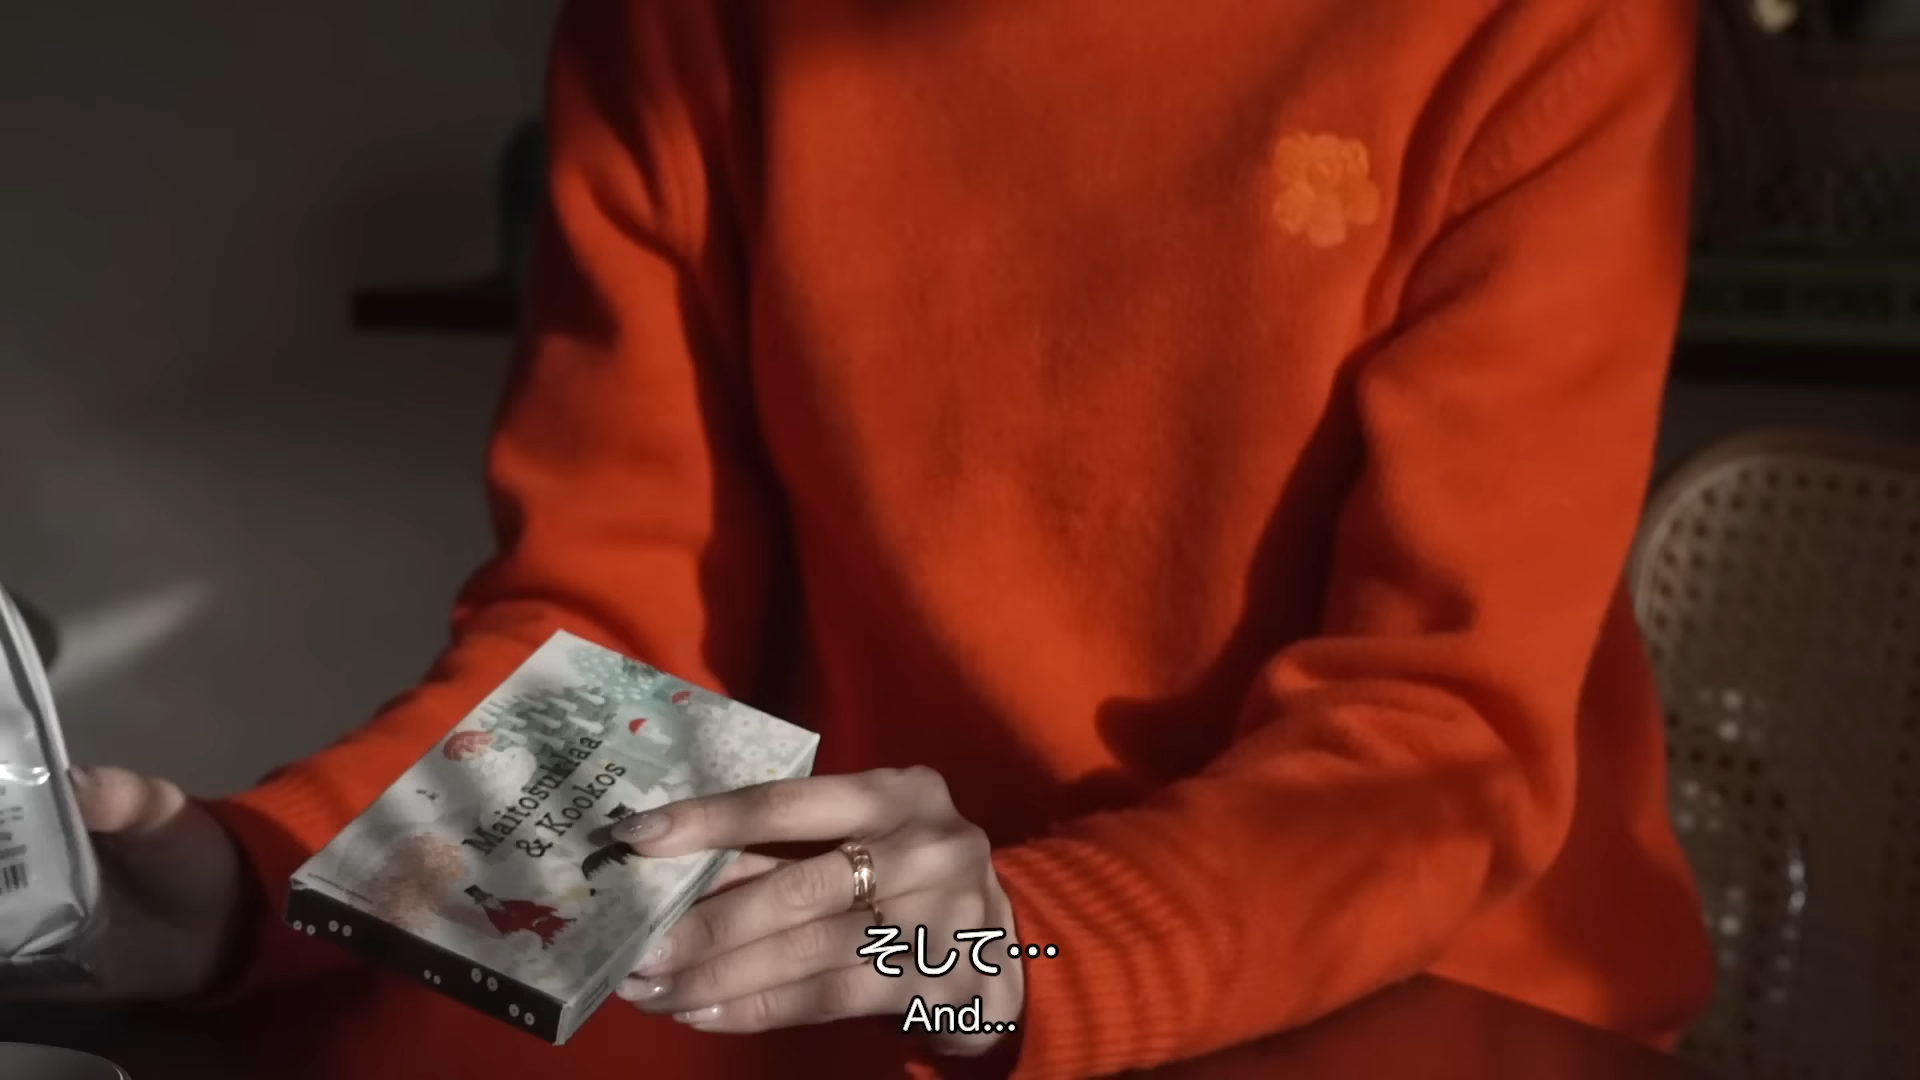 Maitosuklaa
& Kookos
そして…
And...